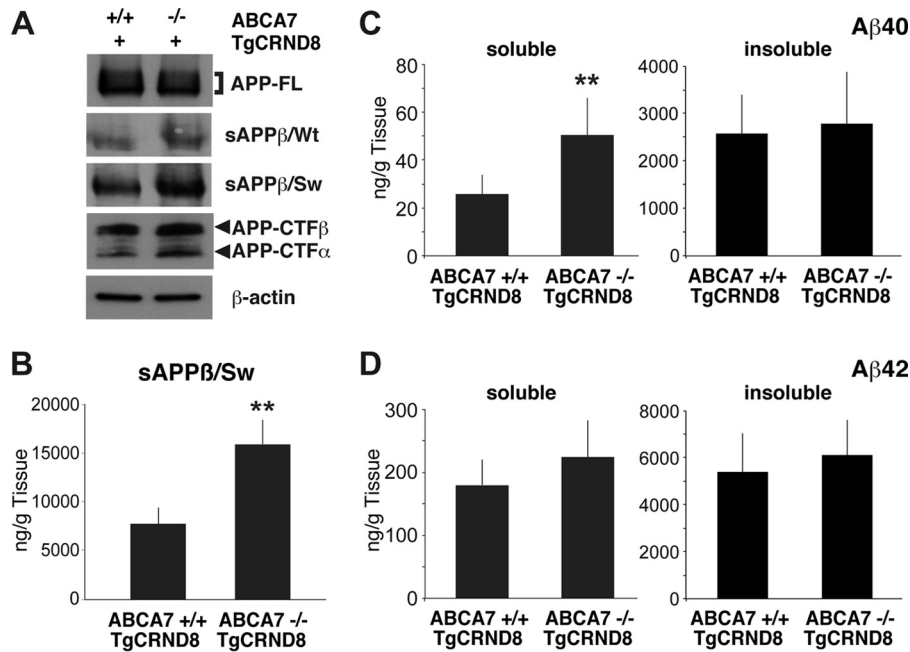 A
+/+ -/- ABCA7
+ + TgCRND8
APP-FL
sAPPβ/Wt
sAPPβ/Sw
APP-CTFβ
APP-CTFα
β-actin
B
sAPPß/Sw
ng/g Tissue
20000
15000
10000
5000
0
**
ABCA7 +/+ ABCA7 -/-
TgCRND8 TgCRND8
C
Aβ40
soluble
ng/g Tissue
80
60
40
20
0
**
ABCA7 +/+ ABCA7 -/-
TgCRND8 TgCRND8
insoluble
4000
3000
2000
1000
0
ABCA7 +/+ ABCA7 -/-
TgCRND8 TgCRND8
D
Aβ42
soluble
ng/g Tissue
300
200
100
0
ABCA7 +/+ ABCA7 -/-
TgCRND8 TgCRND8
insoluble
8000
6000
4000
2000
0
ABCA7 +/+ ABCA7 -/-
TgCRND8 TgCRND8